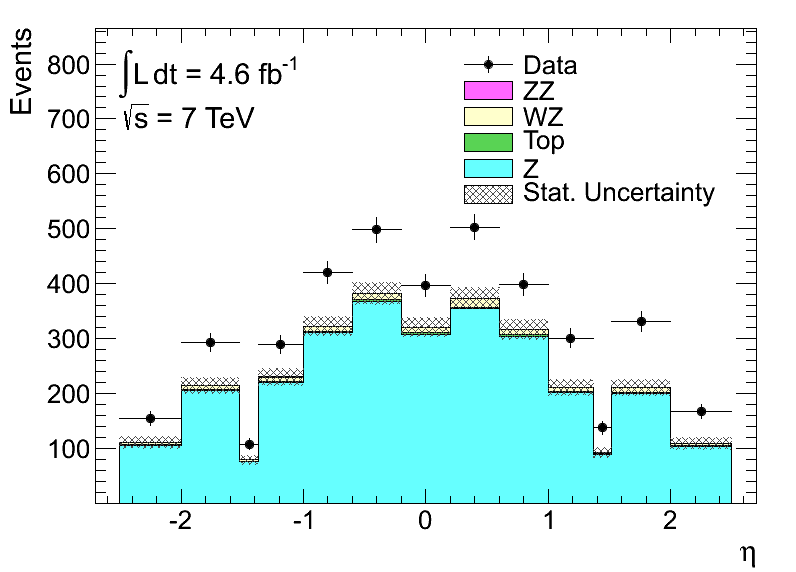 Events
800
700
600
500
400
300
200
100
∫L dt = 4.6 fb⁻¹
√s = 7 TeV
Data
ZZ
WZ
Top
Z
Stat. Uncertainty
-2 -1 0 1 2
η